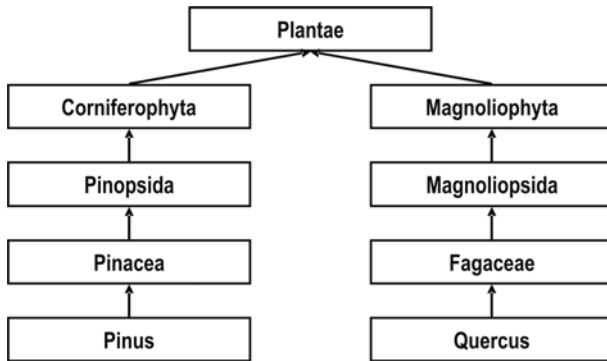 Plantae
Corniferophyta
Magnoliophyta
Pinopsida
Magnoliopsida
Pinacea
Fagaceae
Pinus
Quercus